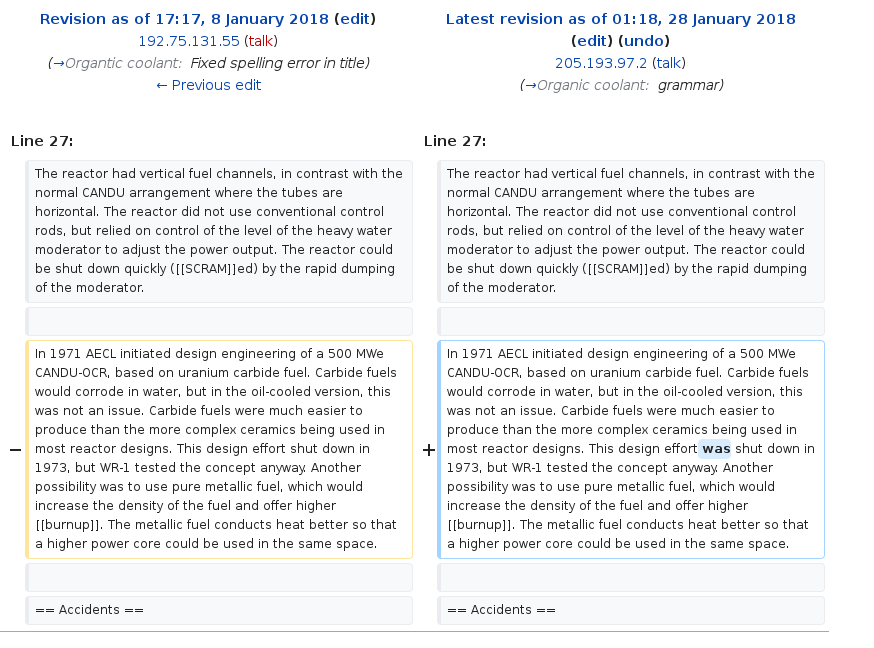 Revision as of 17:17, 8 January 2018 (edit)
192.75.131.55 (talk)
(→Organtic coolant: Fixed spelling error in title)
← Previous edit
Latest revision as of 01:18, 28 January 2018
(edit) (undo)
205.193.97.2 (talk)
(→Organic coolant: grammar)
Line 27:
Line 27:
The reactor had vertical fuel channels, in contrast with the
normal CANDU arrangement where the tubes are
horizontal. The reactor did not use conventional control
rods, but relied on control of the level of the heavy water
moderator to adjust the power output. The reactor could
be shut down quickly ([[SCRAM]]ed) by the rapid dumping
of the moderator.
The reactor had vertical fuel channels, in contrast with the
normal CANDU arrangement where the tubes are
horizontal. The reactor did not use conventional control
rods, but relied on control of the level of the heavy water
moderator to adjust the power output. The reactor could
be shut down quickly ([[SCRAM]]ed) by the rapid dumping
of the moderator.
In 1971 AECL initiated design engineering of a 500 MWe
CANDU-OCR, based on uranium carbide fuel. Carbide fuels
would corrode in water, but in the oil-cooled version, this
was not an issue. Carbide fuels were much easier to
produce than the more complex ceramics being used in
− most reactor designs. This design effort shut down in
1973, but WR-1 tested the concept anyway. Another
possibility was to use pure metallic fuel, which would
increase the density of the fuel and offer higher
[[burnup]]. The metallic fuel conducts heat better so that
a higher power core could be used in the same space.
In 1971 AECL initiated design engineering of a 500 MWe
CANDU-OCR, based on uranium carbide fuel. Carbide fuels
would corrode in water, but in the oil-cooled version, this
was not an issue. Carbide fuels were much easier to
produce than the more complex ceramics being used in
+ most reactor designs. This design effort was shut down in
1973, but WR-1 tested the concept anyway. Another
possibility was to use pure metallic fuel, which would
increase the density of the fuel and offer higher
[[burnup]]. The metallic fuel conducts heat better so that
a higher power core could be used in the same space.
== Accidents ==
== Accidents ==